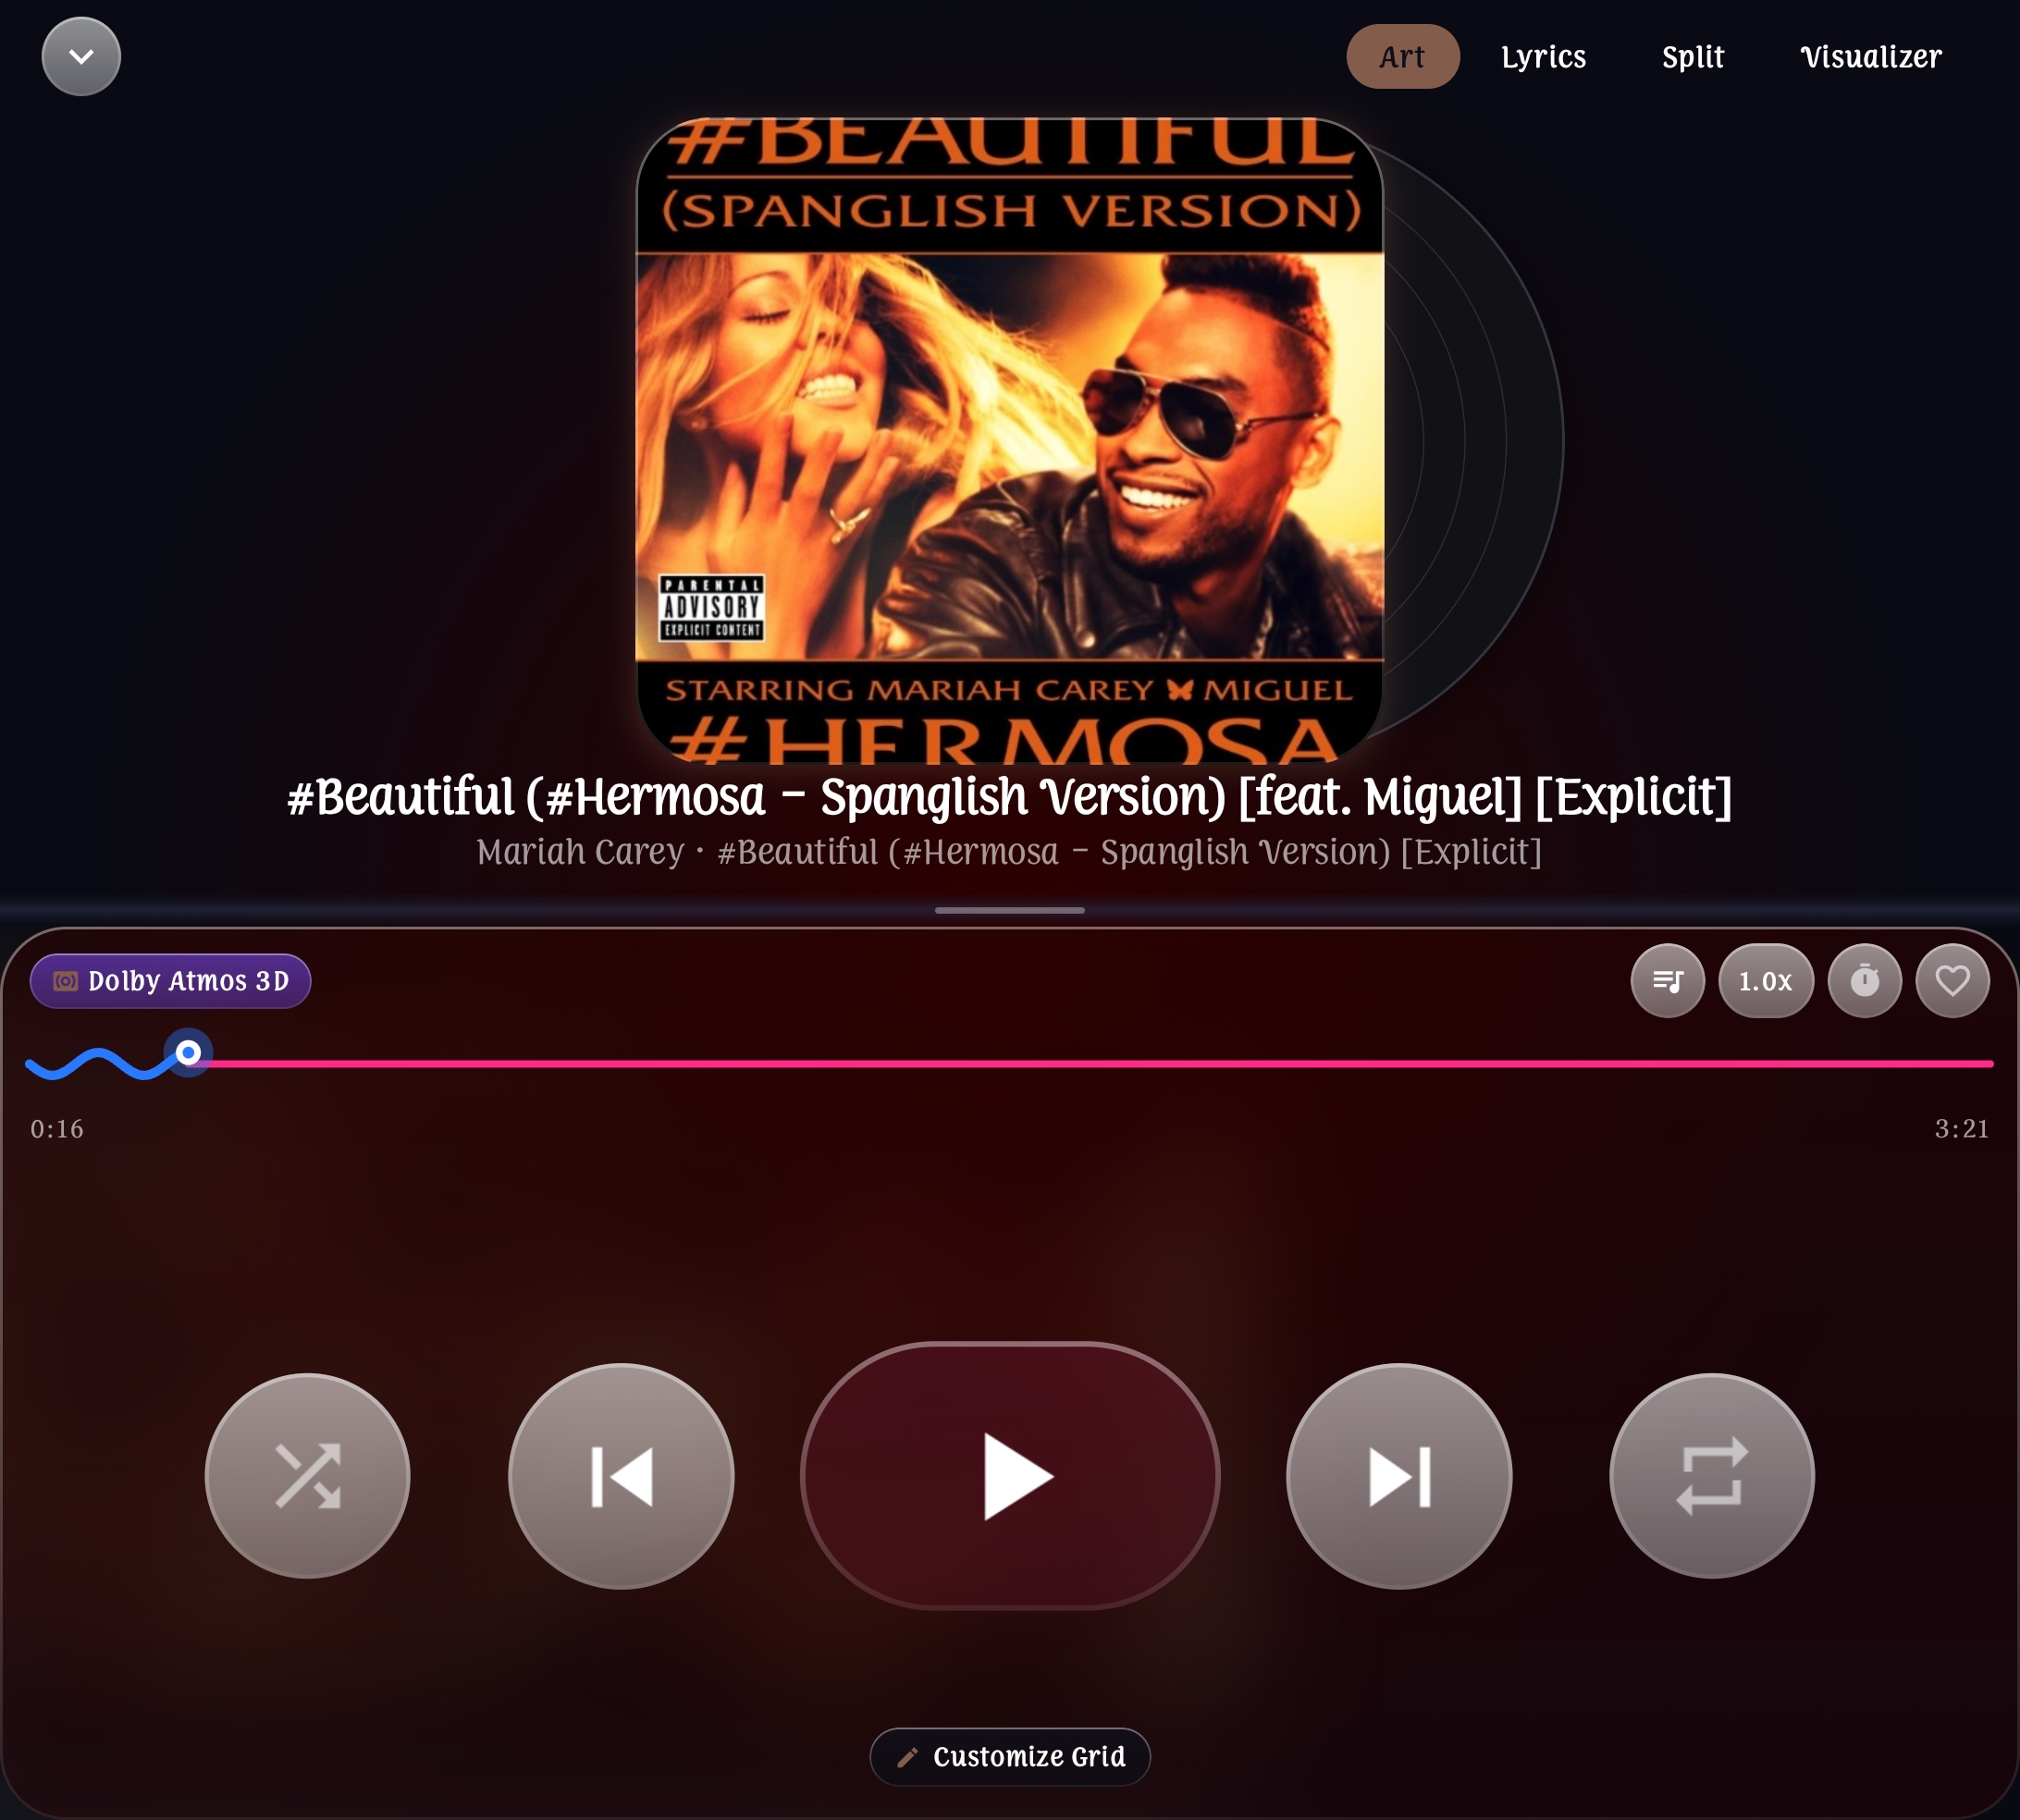 Art Lyrics Split Visualizer
#BEAUTIFUL
(SPANGLISH VERSION)
PARENTAL
ADVISORY
EXPLICIT CONTENT
STARRING MARIAH CAREY MIGUEL
#HERMOSA
#Beautiful (#Hermosa – Spanglish Version) [feat. Miguel] [Explicit]
Mariah Carey · #Beautiful (#Hermosa – Spanglish Version) [Explicit]
Dolby Atmos 3D 1.0x
0:16 3:21
Customize Grid